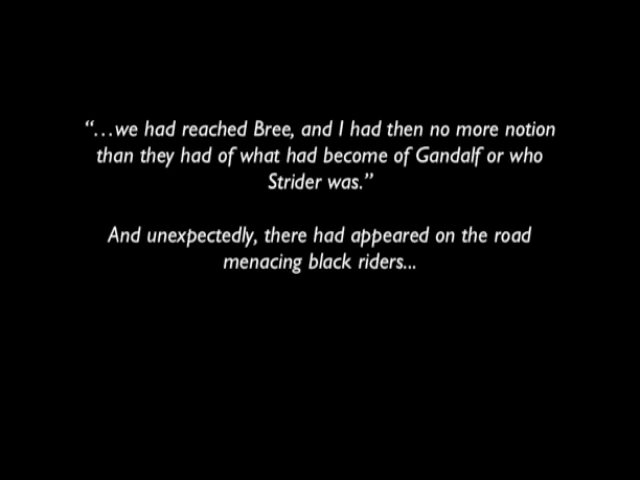 “…we had reached Bree, and I had then no more notion
than they had of what had become of Gandalf or who
Strider was.”
And unexpectedly, there had appeared on the road
menacing black riders...